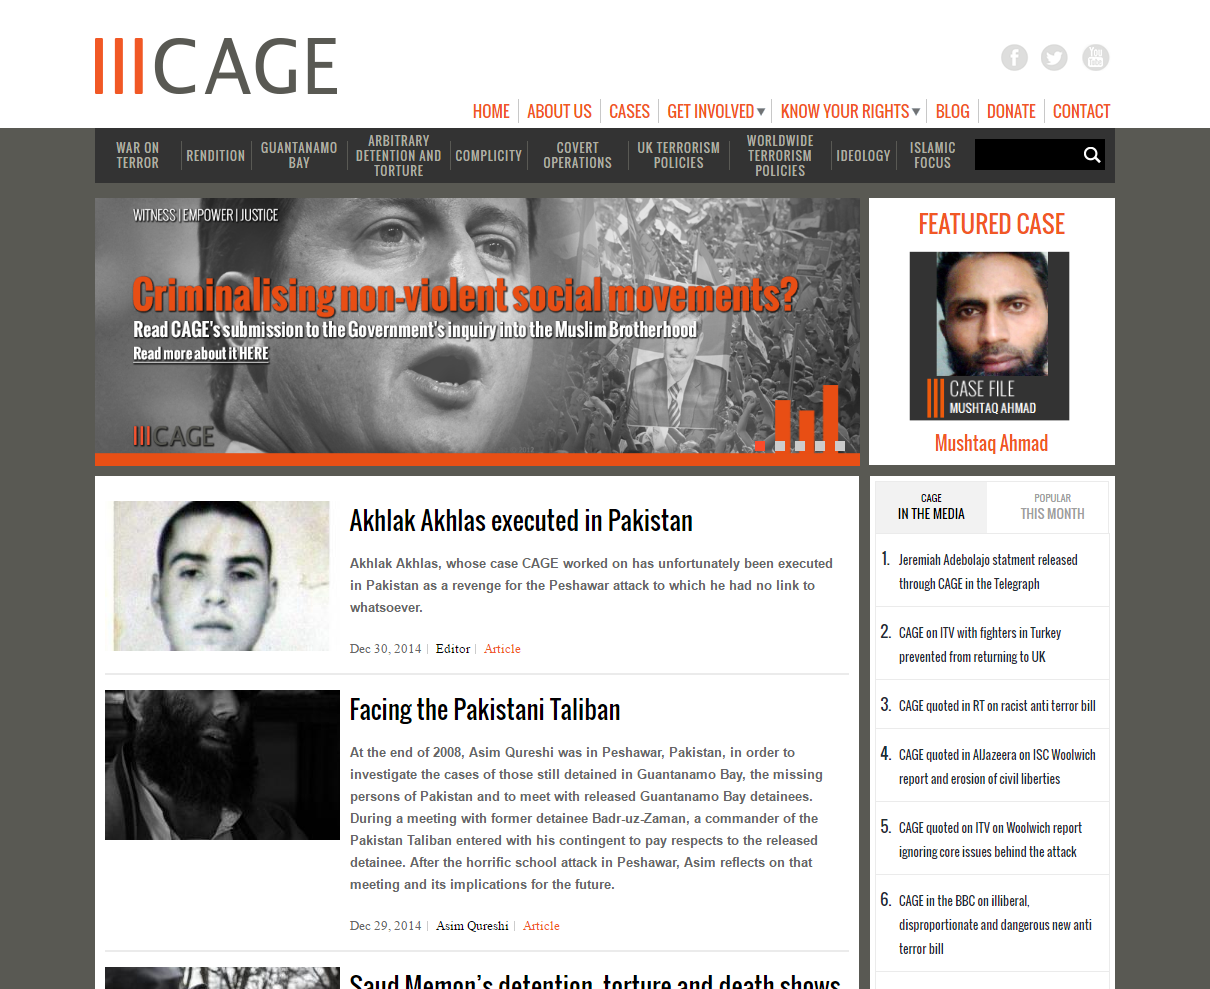 CAGE
You
Tube
HOME
ABOUT US
CASES
GET INVOLVED
KNOW YOUR RIGHTS
BLOG
DONATE
CONTACT
WAR ON
TERROR
RENDITION
GUANTANAMO
BAY
ARBITRARY
DETENTION AND
TORTURE
COMPLICITY
COVERT
OPERATIONS
UK TERRORISM
POLICIES
WORLDWIDE
TERRORISM
POLICIES
IDEOLOGY
ISLAMIC
FOCUS
WITNESS | EMPOWER | JUSTICE
Criminalising non-violent social movements?
Read CAGE's submission to the Government's inquiry into the Muslim Brotherhood
Read more about it HERE
CAGE
FEATURED CASE
CASE FILE
MUSHTAQ AHMAD
Mushtaq Ahmad
Akhlak Akhlas executed in Pakistan
Akhlak Akhlas, whose case CAGE worked on has unfortunately been executed
in Pakistan as a revenge for the Peshawar attack to which he had no link to
whatsoever.
Dec 30, 2014 | Editor | Article
Facing the Pakistani Taliban
At the end of 2008, Asim Qureshi was in Peshawar, Pakistan, in order to
investigate the cases of those still detained in Guantanamo Bay, the missing
persons of Pakistan and to meet with released Guantanamo Bay detainees.
During a meeting with former detainee Badr-uz-Zaman, a commander of the
Pakistan Taliban entered with his contingent to pay respects to the released
detainee. After the horrific school attack in Peshawar, Asim reflects on that
meeting and its implications for the future.
Dec 29, 2014 | Asim Qureshi | Article
Saud Memon's detention, torture and death shows
CAGE
IN THE MEDIA
POPULAR
THIS MONTH
1. Jeremiah Adebolajo statment released
through CAGE in the Telegraph
2. CAGE on ITV with fighters in Turkey
prevented from returning to UK
3. CAGE quoted in RT on racist anti terror bill
4. CAGE quoted in AlJazeera on ISC Woolwich
report and erosion of civil liberties
5. CAGE quoted on ITV on Woolwich report
ignoring core issues behind the attack
6. CAGE in the BBC on illiberal,
disproportionate and dangerous new anti
terror bill